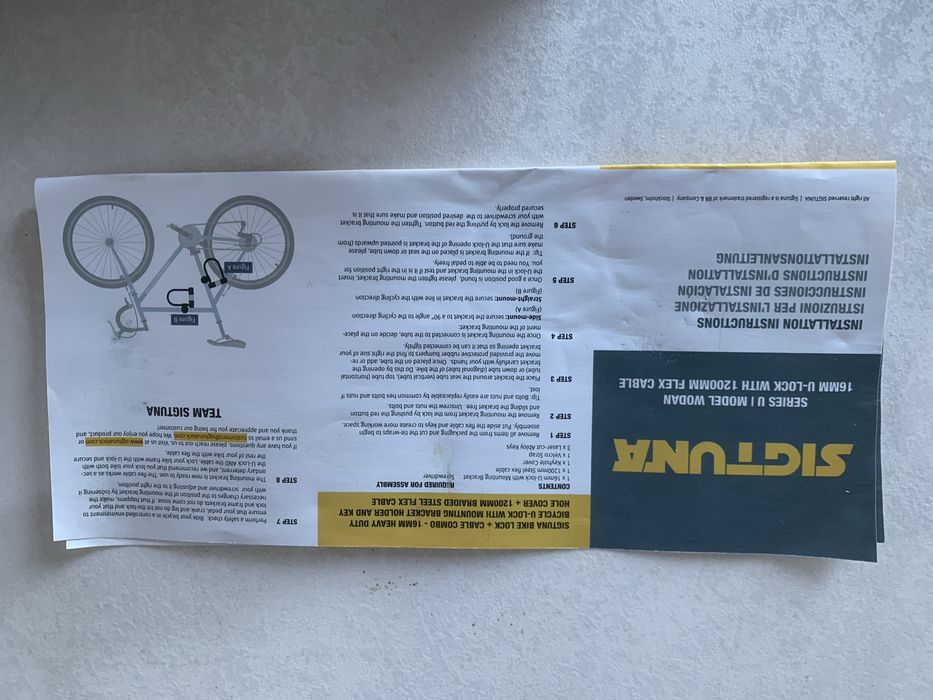 SIGTUNA
SERIES U | MODEL WODAN
16MM U-LOCK WITH 1200MM FLEX CABLE
INSTALLATION INSTRUCTIONS
ISTRUZIONI PER L'INSTALLAZIONE
INSTRUCCIONES DE INSTALACIÓN
INSTRUCTIONS D'INSTALLATION
INSTALLATIONSANLEITUNG
All right reserved SIGTUNA | Sigtuna is a registered trademark of BB & Company | Stockholm, Sweden.
SIGTUNA BIKE LOCK + CABLE COMBO - 16MM HEAVY DUTY
BICYCLE U-LOCK WITH MOUNTING BRACKET HOLDER AND KEY
HOLE COVER + 1200MM BRAIDED STEEL FLEX CABLE
CONTENTS
1 x 16mm U-Lock with Mounting Bracket
1 x 1200mm Steel Flex Cable
1 x Keyhole Cover
1 x Velcro Strap
3 x Laser-cut Alloy Keys
REQUIRED FOR ASSEMBLY
Screwdriver
STEP 1
Remove all items from the packaging and cut the tie-wraps to begin
assembly. Put aside the flex cable and keys to create more working space.
STEP 2
Remove the mounting bracket from the lock by pushing the red button
and sliding the bracket free. Unscrew the nuts and bolts.
Tip: Bolts and nuts are easily replaceable by common hex bolts and nuts if
lost.
STEP 3
Place the bracket around the seat tube (vertical tube), top tube (horizontal
tube) or down tube (diagonal tube) of the bike. Do this by opening the
bracket carefully with your hands. Once placed on the tube, add or re-
move the provided protective rubber bumpers to find the right size of your
bracket opening so that it can be connected tightly.
STEP 4
Once the mounting bracket is connected to the tube, decide on the place-
ment of the mounting bracket:
Side-mount: secure the bracket to a 90° angle to the cycling direction
(Figure A)
Straight-mount: secure the bracket in line with the cycling direction
(Figure B)
STEP 5
Once a good position is found, please tighten the mounting bracket. Insert
the U-lock in the mounting bracket and test if it is in the right position for
you. You need to be able to pedal freely.
Tip: If the mounting bracket is placed on the seat or down tube, please
make sure that the U-lock opening of the bracket is pointed upwards (from
the ground).
STEP 6
Remove the lock by pushing the red button. Tighten the mounting bracket
with your screwdriver to the desired position and make sure that it is
secured properly
STEP 7
Perform a safety check. Ride your bicycle in a controlled environment to
ensure that your pedal, crank and leg do not hit the lock and that your
lock and frame brackets do not come loose. If that happens, make the
necessary changes to the position of the mounting bracket by loosening it
with your screwdriver and adjusting to the right position.
STEP 8
The mounting bracket is now ready to use. The flex cable works as a sec-
ondary deterrent, and we recommend that you lock your bike both with
the U-Lock AND the cable. Lock your bike frame with the U-lock and secure
the rest of your bike with the flex cable.
If you have any questions, please reach out to us. Visit us at www.sigtunalock.com or
send us a email to customer@sigtunalock.com. We hope you enjoy our product, and
thank you and appreciate you for being our customer!
TEAM SIGTUNA
Figure B
Figure A